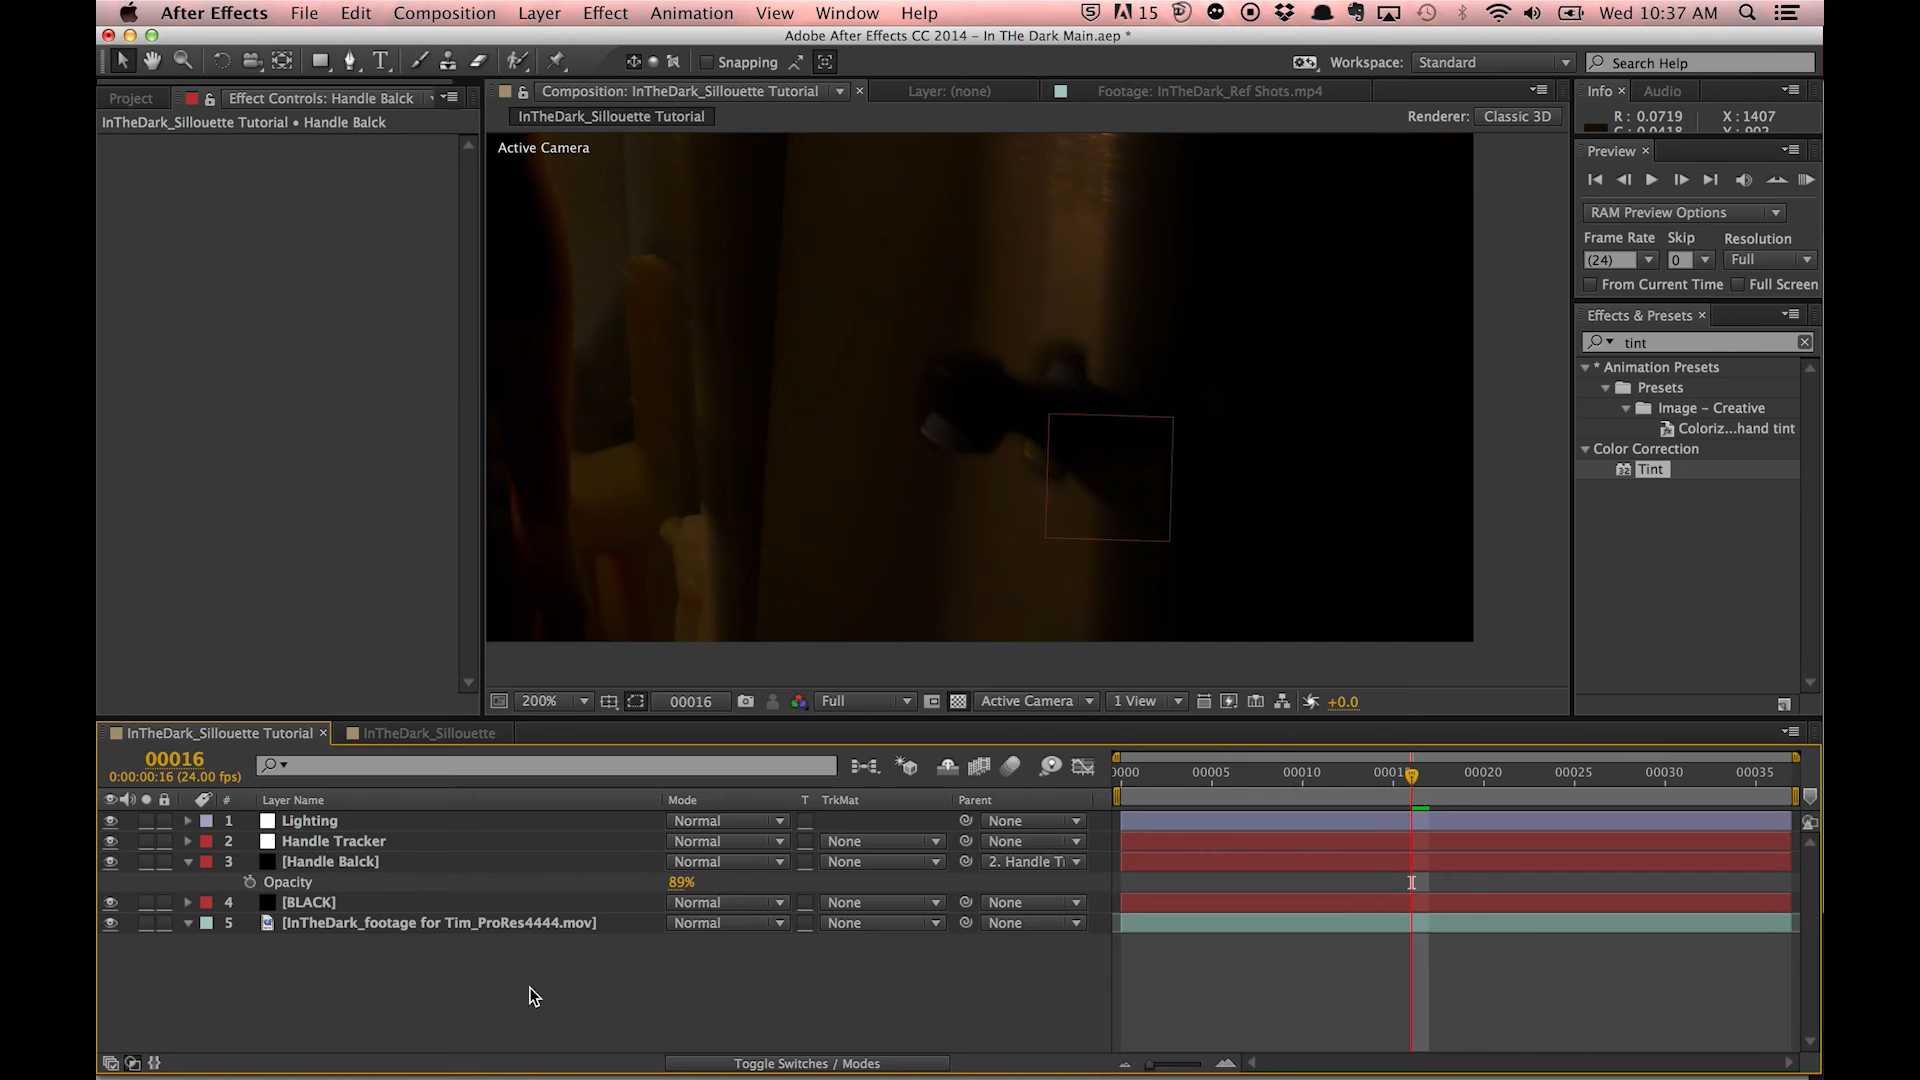 After Effects File Edit Composition Layer Effect Animation View Window Help 15 Wed 10:37 AM
Adobe After Effects CC 2014 – In THe Dark Main.aep *
Snapping Workspace: Standard Search Help
Project Effect Controls: Handle Balck
InTheDark_Sillouette Tutorial • Handle Balck
Composition: InTheDark_Sillouette Tutorial × Layer: (none) Footage: InTheDark_Ref Shots.mp4
InTheDark_Sillouette Tutorial Renderer: Classic 3D
Active Camera
Info × Audio
R : 0.0719 X : 1407
Preview ×
RAM Preview Options
Frame Rate Skip Resolution
(24) 0 Full
From Current Time Full Screen
Effects & Presets ×
tint
* Animation Presets
Presets
Image – Creative
Coloriz...hand tint
Color Correction
32 Tint
200% 00016 Full Active Camera 1 View +0.0
InTheDark_Sillouette Tutorial × InTheDark_Sillouette
00016
0:00:00:16 (24.00 fps)
0000 00005 00010 00015 00020 00025 00030 00035
# Layer Name Mode T TrkMat Parent
1 Lighting Normal None
2 Handle Tracker Normal None None
3 [Handle Balck] Normal None 2. Handle T
Opacity 89%
4 [BLACK] Normal None None
5 [InTheDark_footage for Tim_ProRes4444.mov] Normal None None
Toggle Switches / Modes